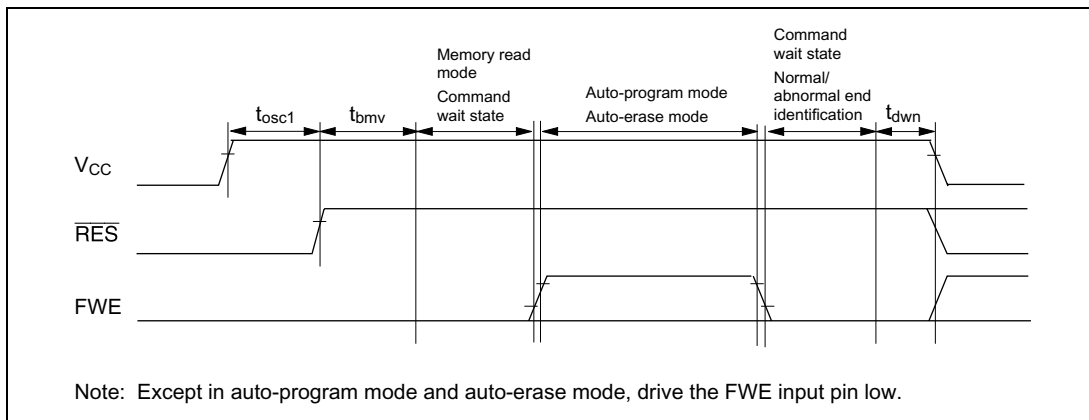 Memory read
mode
Command
wait state
Auto-program mode
Auto-erase mode
Command
wait state
Normal/
abnormal end
identification
tosc1
tbmv
tdwn
VCC
R̅E̅S̅
FWE
Note: Except in auto-program mode and auto-erase mode, drive the FWE input pin low.